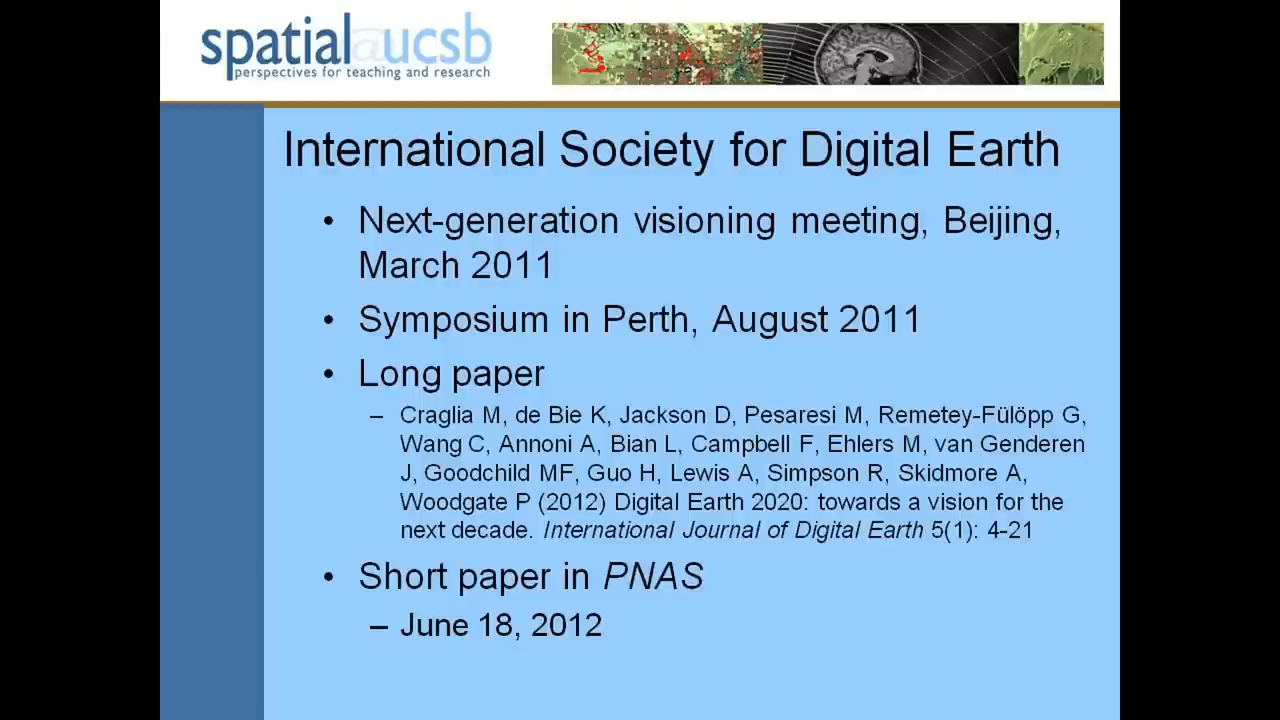 spatial@ucsb
perspectives for teaching and research
International Society for Digital Earth
• Next-generation visioning meeting, Beijing,
March 2011
• Symposium in Perth, August 2011
• Long paper
– Craglia M, de Bie K, Jackson D, Pesaresi M, Remetey-Fülöpp G,
Wang C, Annoni A, Bian L, Campbell F, Ehlers M, van Genderen
J, Goodchild MF, Guo H, Lewis A, Simpson R, Skidmore A,
Woodgate P (2012) Digital Earth 2020: towards a vision for the
next decade. International Journal of Digital Earth 5(1): 4-21
• Short paper in PNAS
– June 18, 2012